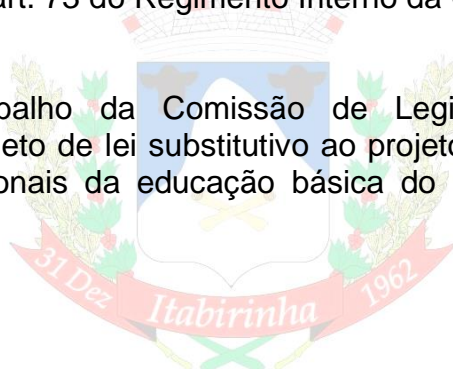 art. 73 do Regimento Interno da
balho da Comissão de Legi
eto de lei substitutivo ao projeto
onais da educação básica do
31 Dez Itabirinha 1962